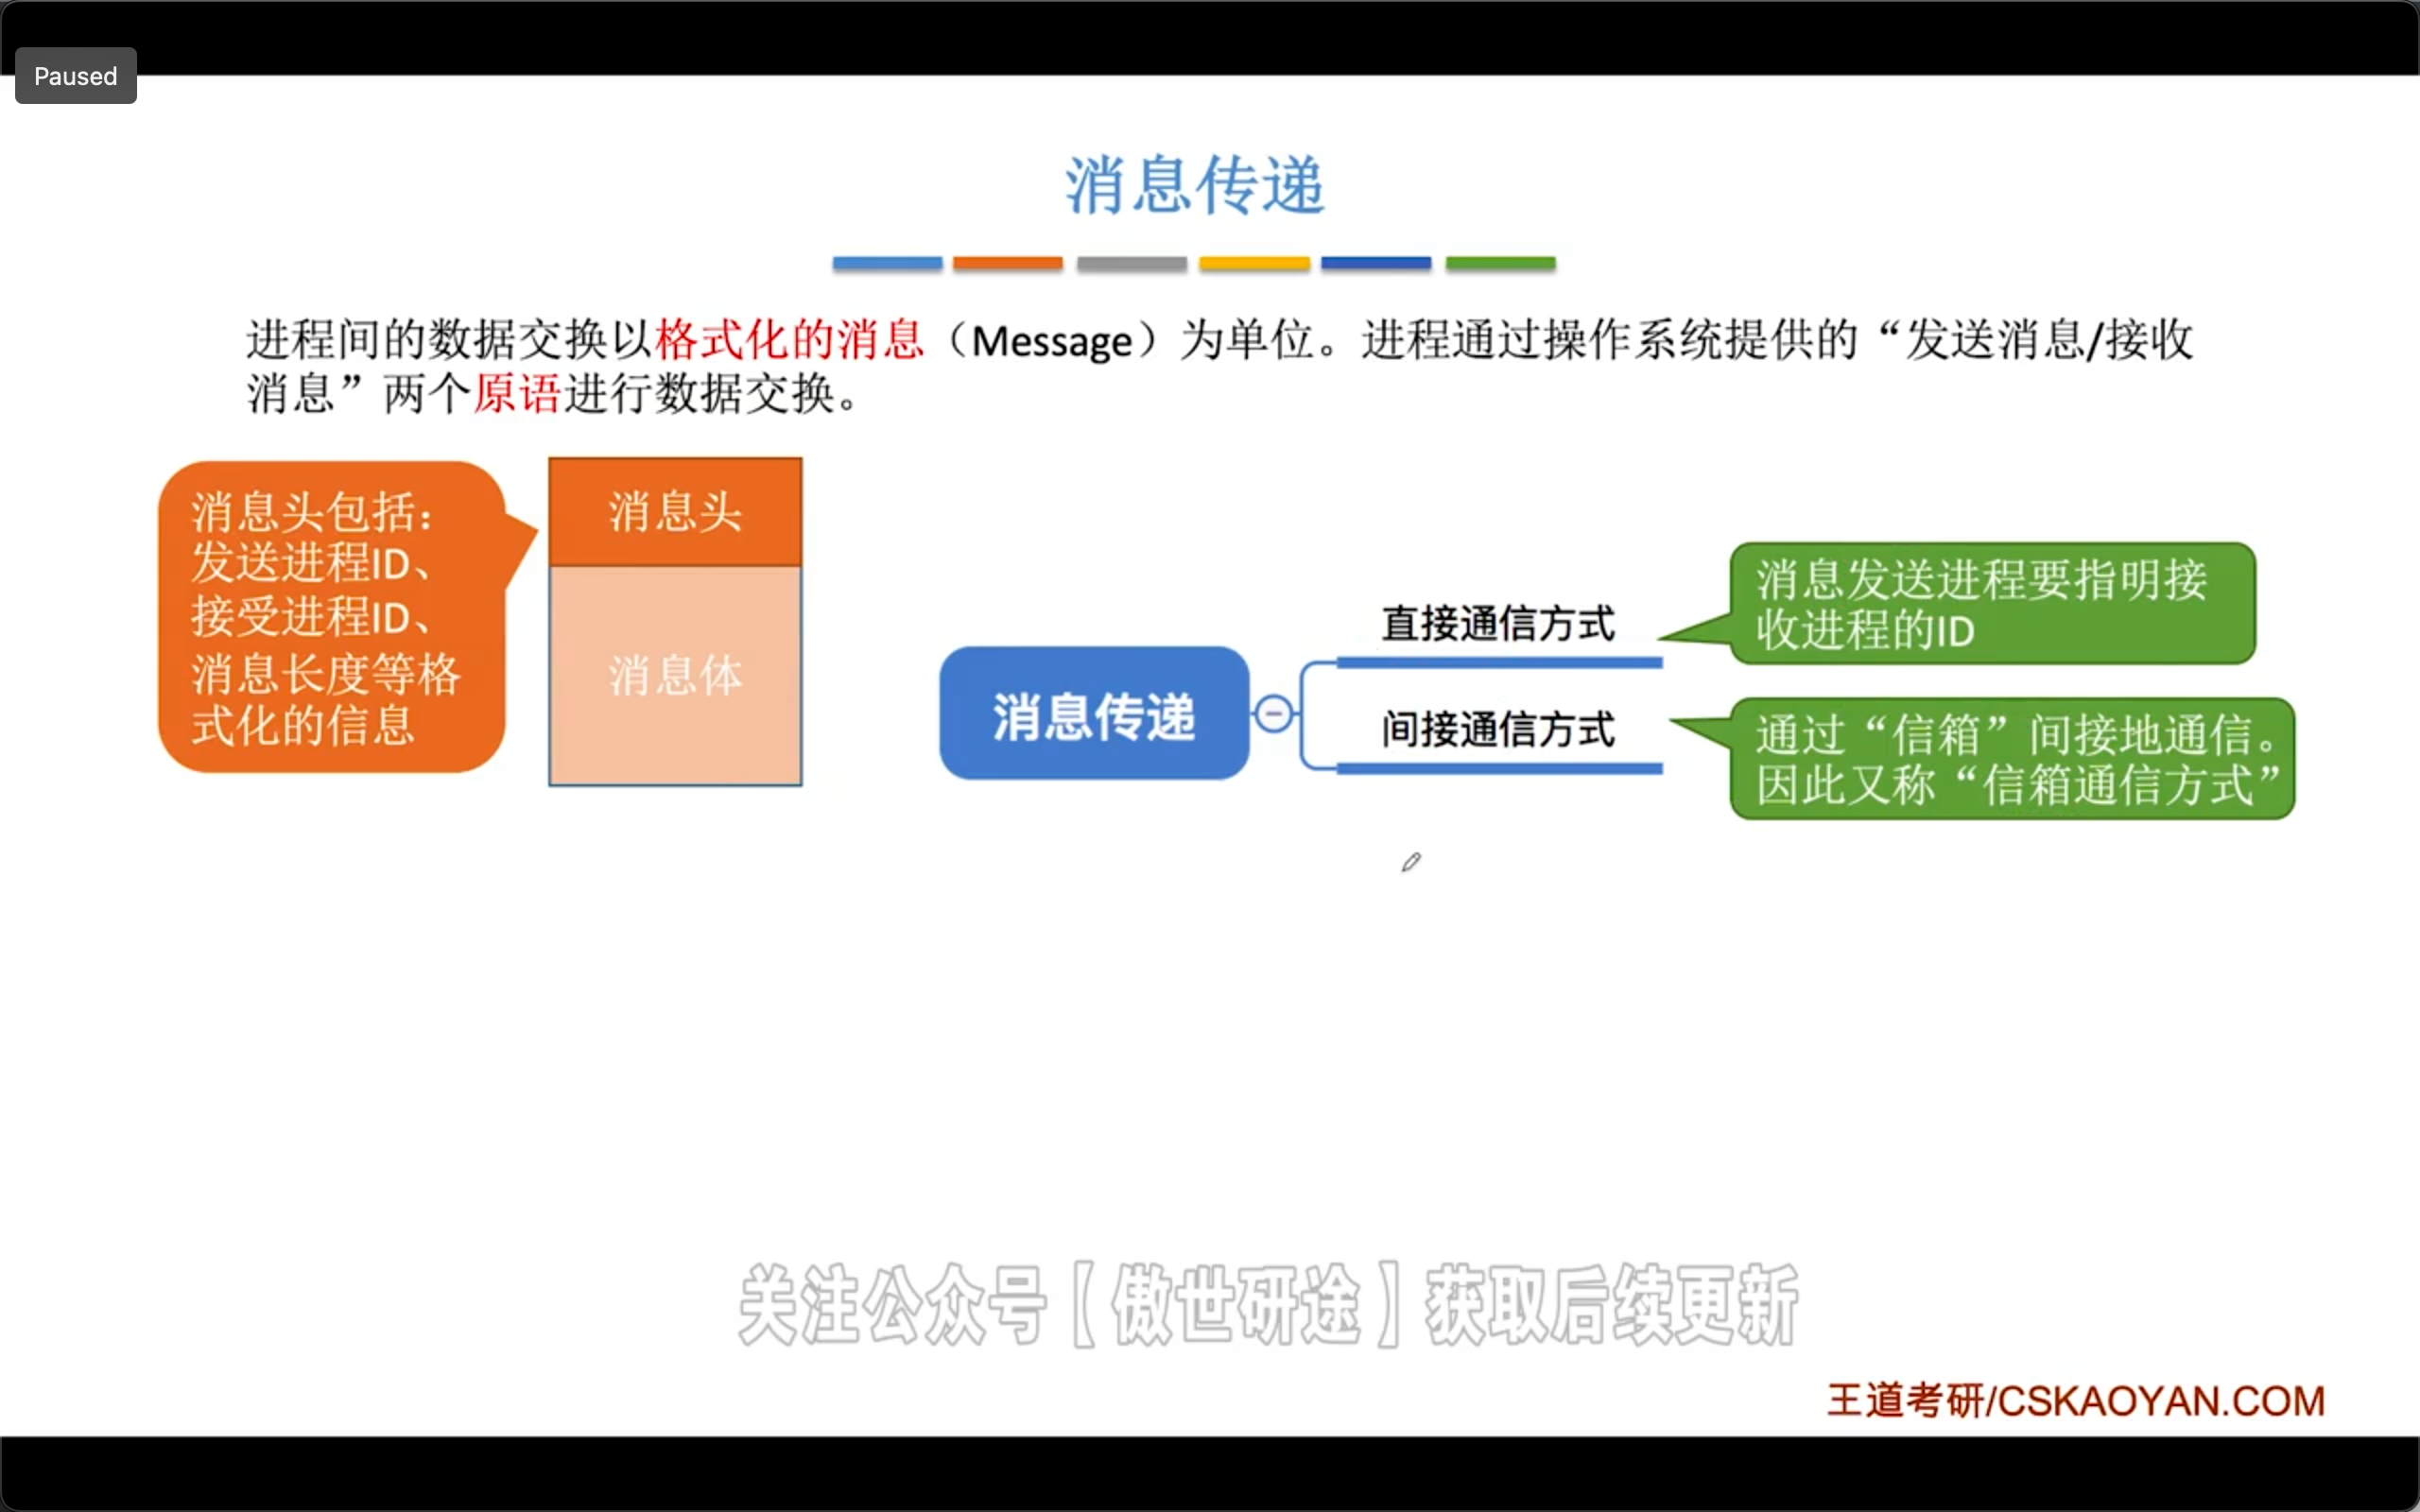 Paused
消息传递
进程间的数据交换以格式化的消息（Message）为单位。进程通过操作系统提供的“发送消息/接收
消息”两个原语进行数据交换。
消息头包括：
发送进程ID、
接受进程ID、
消息长度等格
式化的信息
消息头
消息体
消息传递
直接通信方式
间接通信方式
消息发送进程要指明接
收进程的ID
通过“信箱”间接地通信。
因此又称“信箱通信方式”
关注公众号【傲世研途】获取后续更新
王道考研/CSKAOYAN.COM